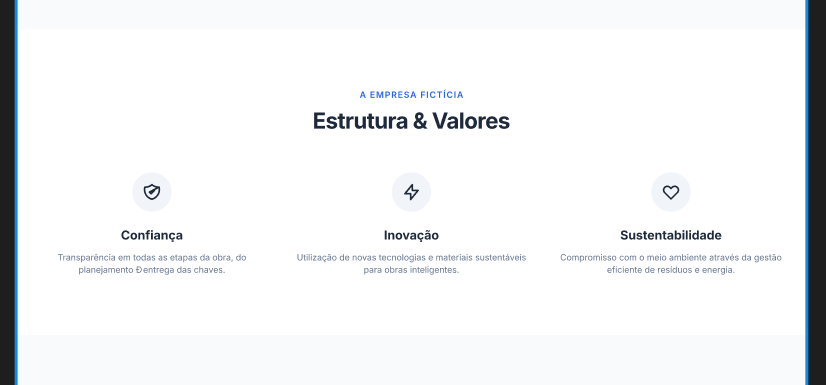 A EMPRESA FICTÍCIA
Estrutura & Valores
Confiança
Transparência em todas as etapas da obra, do
planejamento Ð entrega das chaves.
Inovação
Utilização de novas tecnologias e materiais sustentáveis
para obras inteligentes.
Sustentabilidade
Compromisso com o meio ambiente através da gestão
eficiente de resíduos e energia.